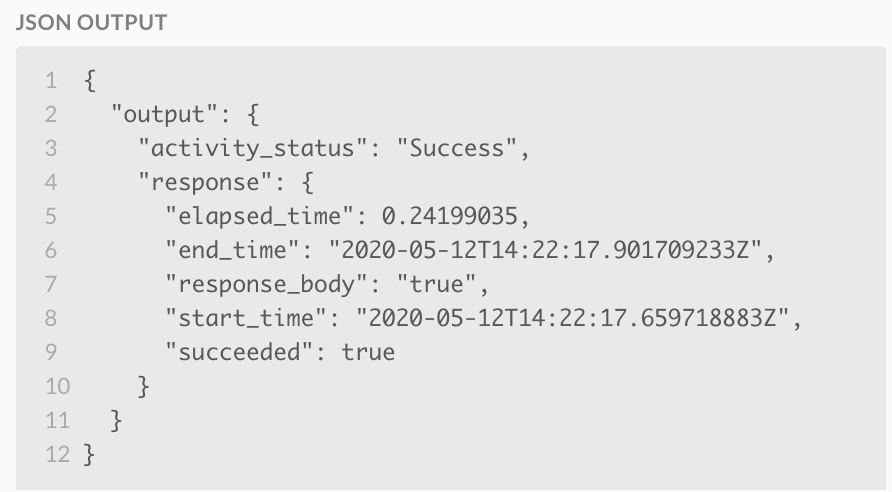 JSON OUTPUT
1 {
2   "output": {
3     "activity_status": "Success",
4     "response": {
5       "elapsed_time": 0.24199035,
6       "end_time": "2020-05-12T14:22:17.901709233Z",
7       "response_body": "true",
8       "start_time": "2020-05-12T14:22:17.659718883Z",
9       "succeeded": true
10     }
11   }
12 }